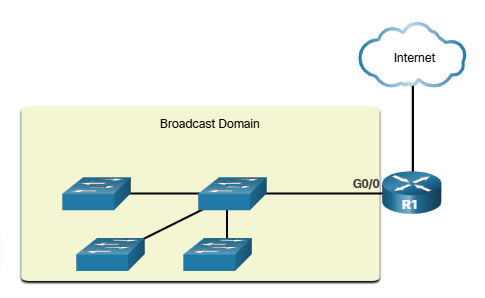 Internet
Broadcast Domain
G0/0
R1